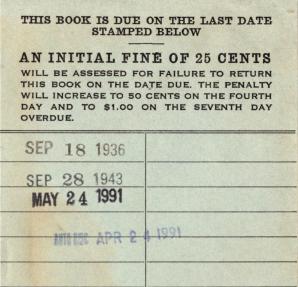 THIS BOOK IS DUE ON THE LAST DATE
STAMPED BELOW
AN INITIAL FINE OF 25 CENTS
WILL BE ASSESSED FOR FAILURE TO RETURN
THIS BOOK ON THE DATE DUE. THE PENALTY
WILL INCREASE TO 50 CENTS ON THE FOURTH
DAY AND TO $1.00 ON THE SEVENTH DAY
OVERDUE.
SEP 18 1936
SEP 28 1943
MAY 24 1991
APR 24 1991